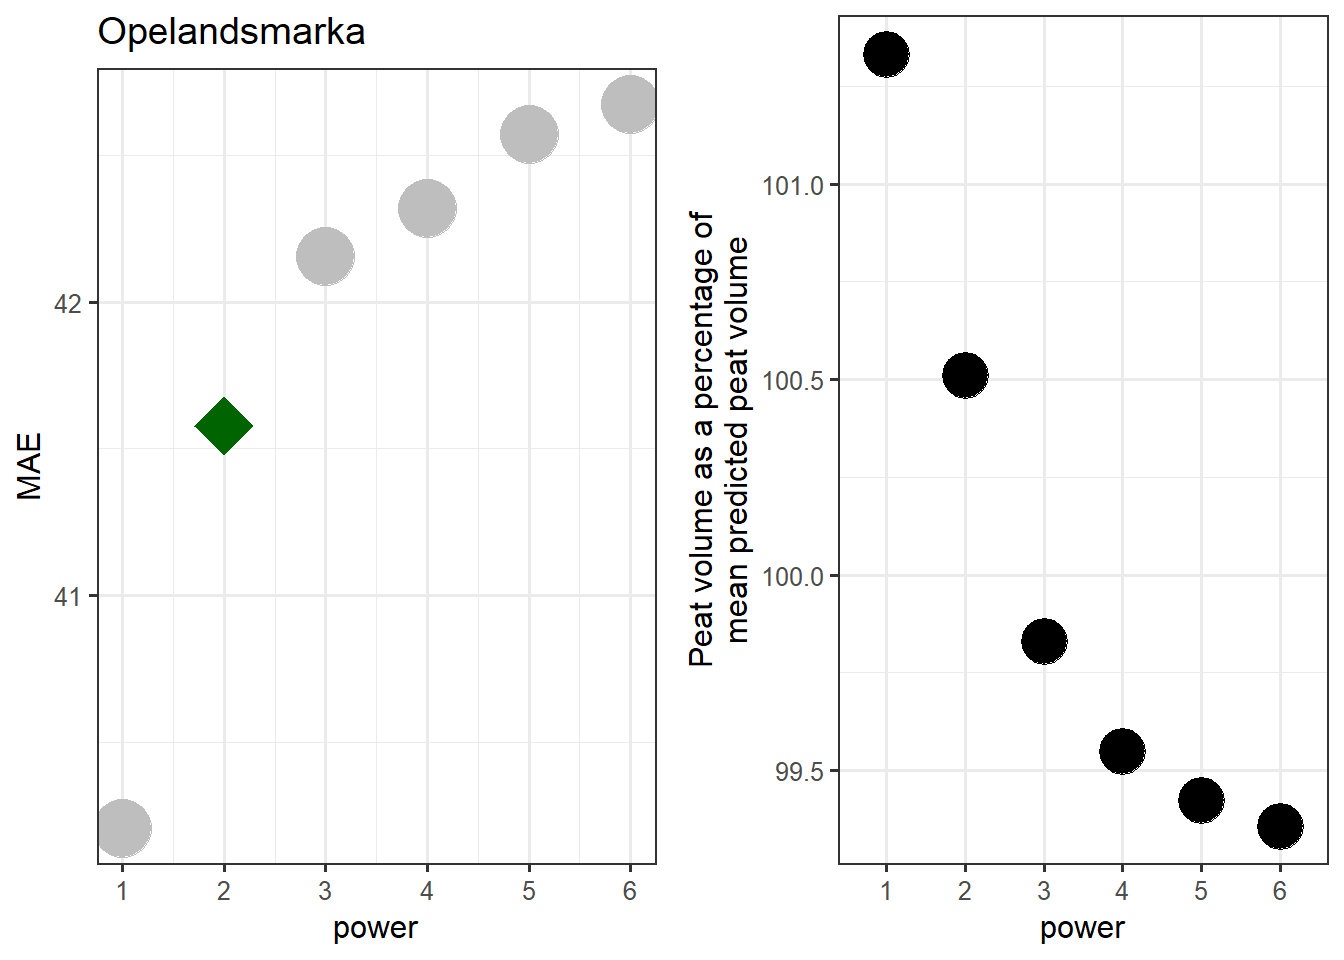 Opelandsmarka
MAE
42
41
1 2 3 4 5 6
power
Peat volume as a percentage of
mean predicted peat volume
101.0
100.5
100.0
99.5
1 2 3 4 5 6
power